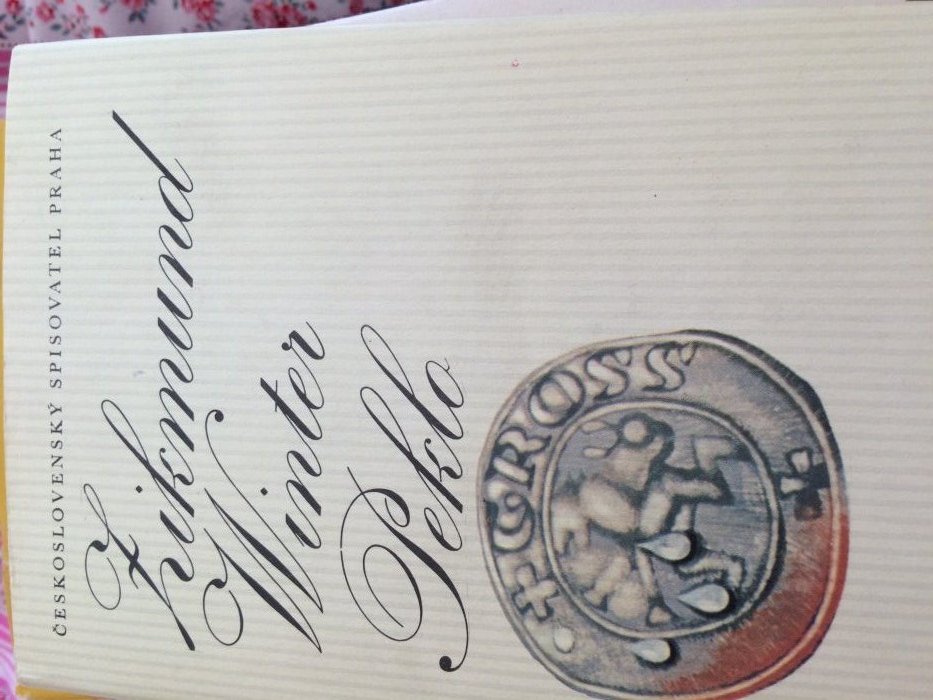 ČESKOSLOVENSKÝ SPISOVATEL PRAHA
Zikmund
Winter
Peklo
+GROSS